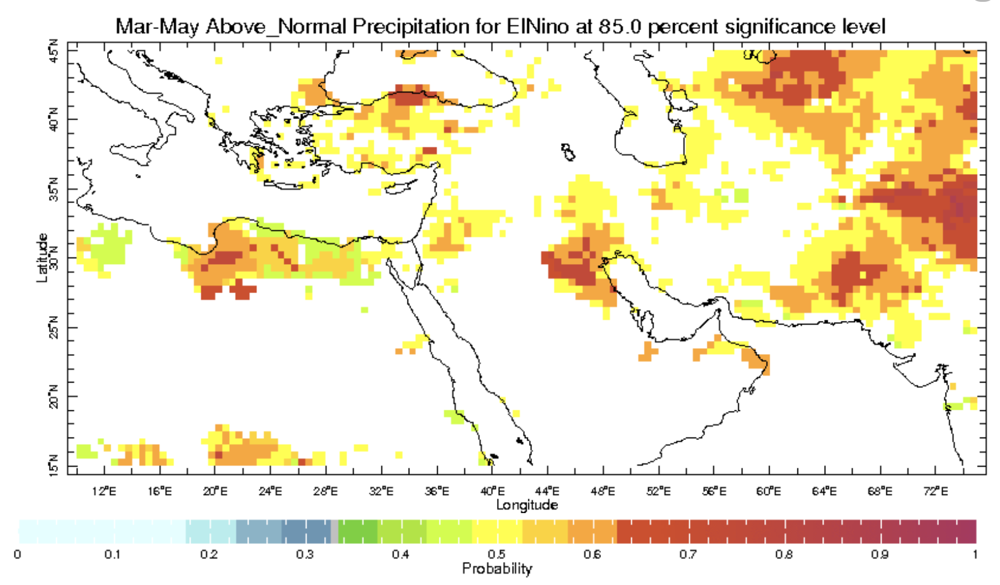 Mar-May Above_Normal Precipitation for ElNino at 85.0 percent significance level
45°N
40°N
35°N
30°N
25°N
20°N
15°N
Latitude
12°E 16°E 20°E 24°E 28°E 32°E 36°E 40°E 44°E 48°E 52°E 56°E 60°E 64°E 68°E 72°E
Longitude
0 0.1 0.2 0.3 0.4 0.5 0.6 0.7 0.8 0.9 1
Probability